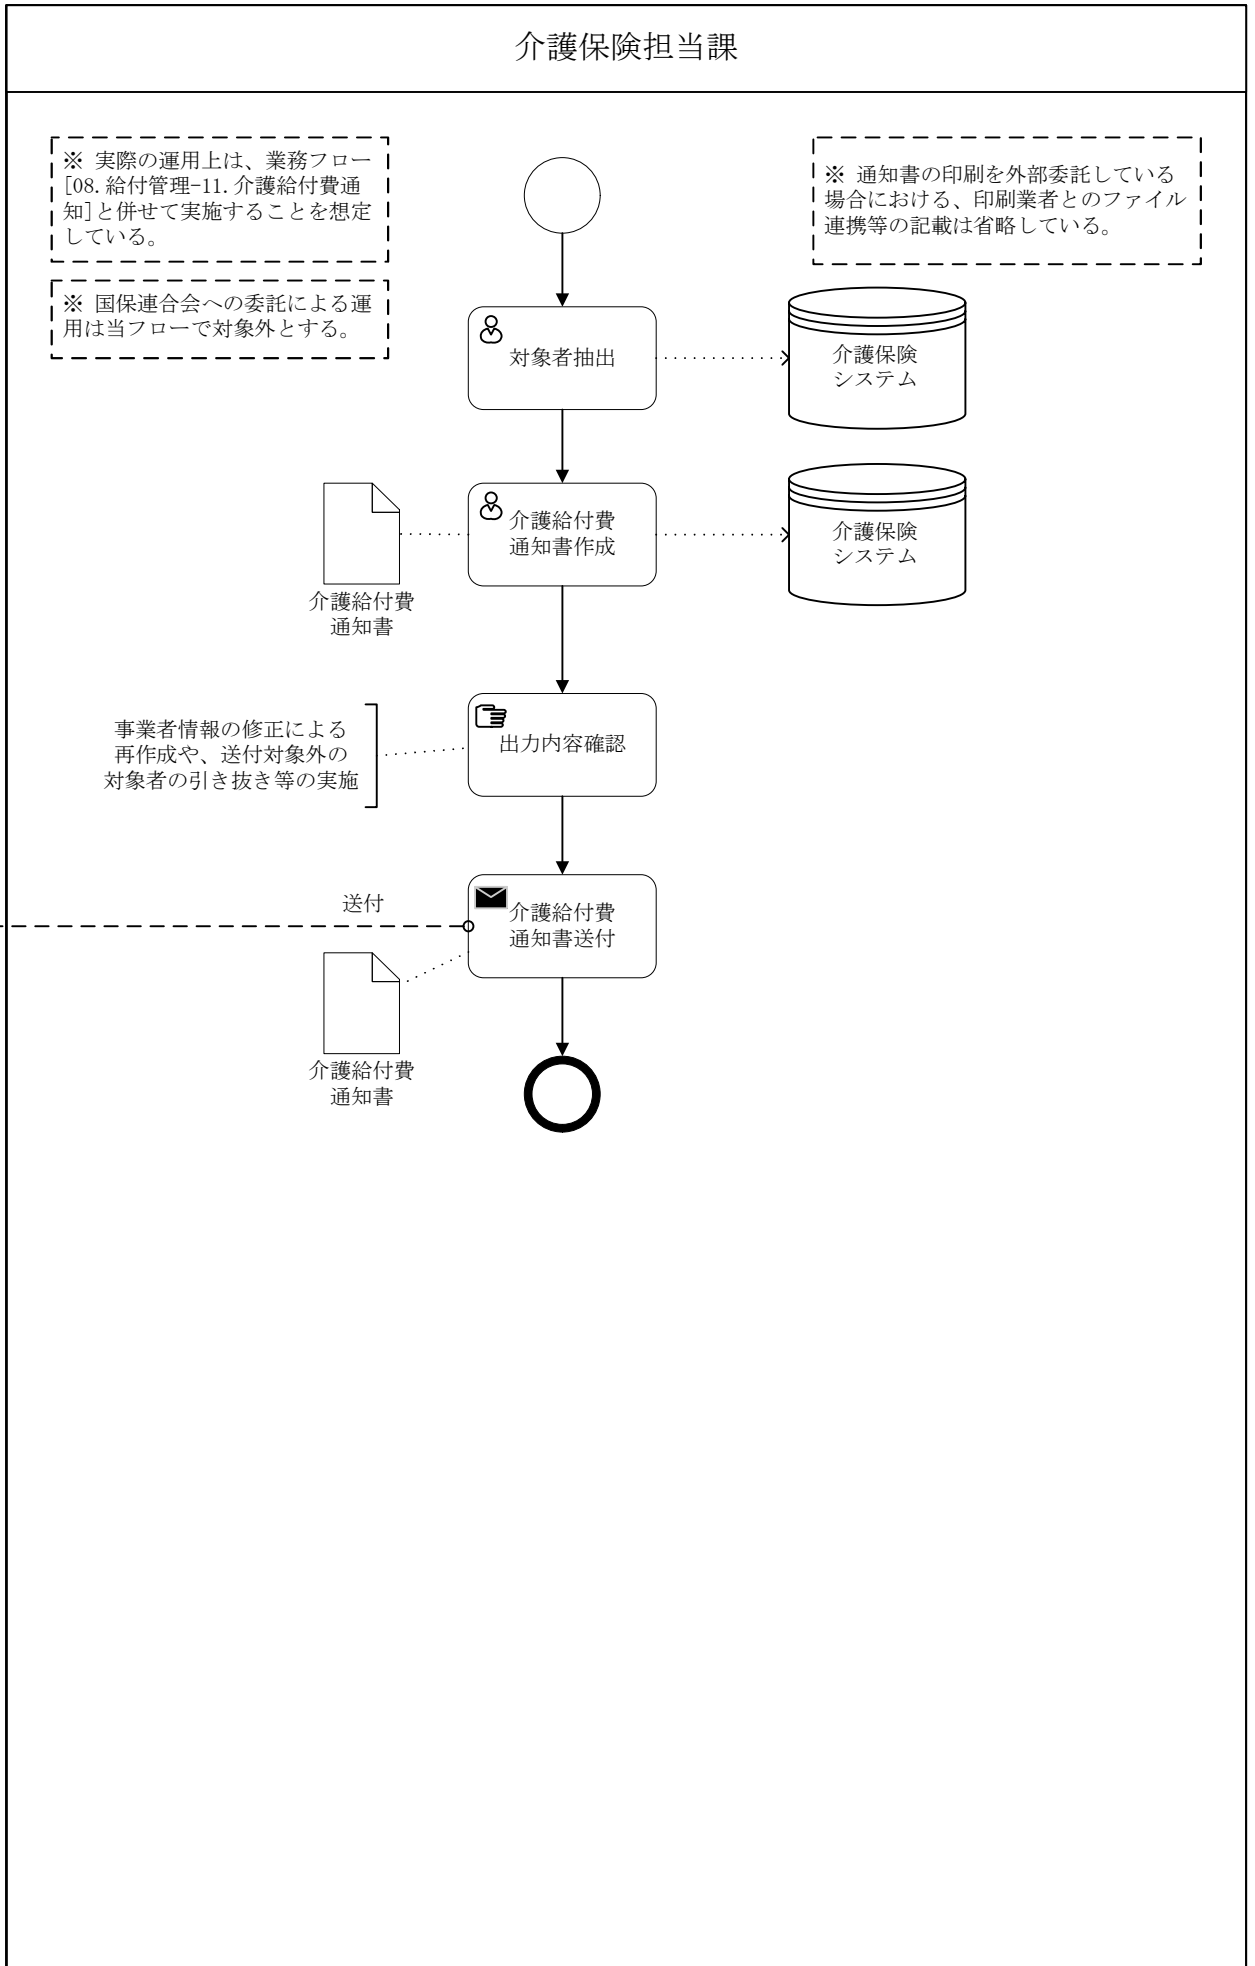 介護保険担当課
※ 実際の運用上は、業務フロー
[08.給付管理-11.介護給付費通
知]と併せて実施することを想定
している。
※ 国保連合会への委託による運
用は当フローで対象外とする。
※ 通知書の印刷を外部委託している
場合における、印刷業者とのファイル
連携等の記載は省略している。
対象者抽出
介護保険
システム
介護給付費
通知書作成
介護保険
システム
介護給付費
通知書
事業者情報の修正による
再作成や、送付対象外の
対象者の引き抜き等の実施
出力内容確認
送付
介護給付費
通知書送付
介護給付費
通知書